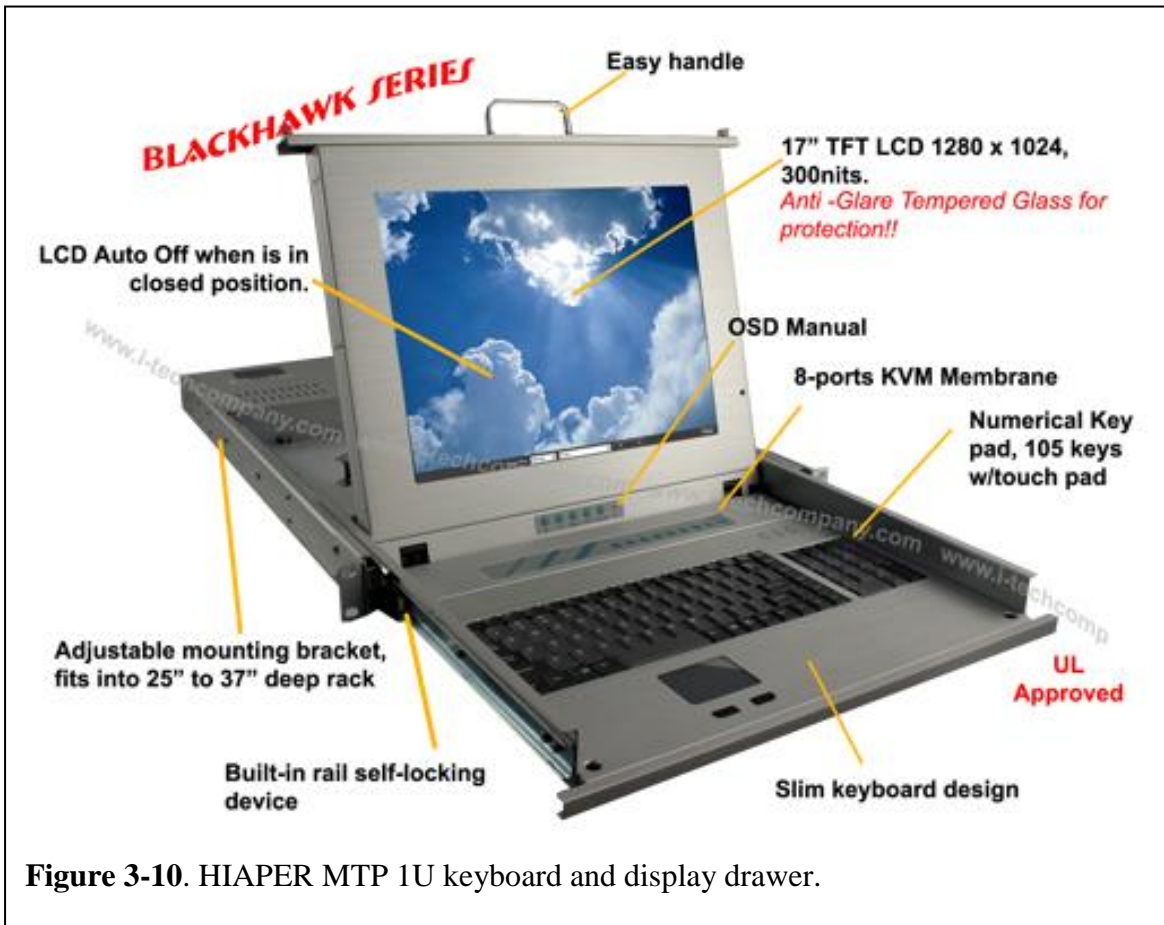 BLACKHAWK SERIES
Easy handle
17” TFT LCD 1280 x 1024,
300nits.
Anti -Glare Tempered Glass for
protection!!
LCD Auto Off when is in
closed position.
www.i-techcompany.com
OSD Manual
8-ports KVM Membrane
Numerical Key
pad, 105 keys
w/touch pad
www.i-techcomp
Adjustable mounting bracket,
fits into 25” to 37” deep rack
UL
Approved
Built-in rail self-locking
device
Slim keyboard design
Figure 3-10. HIAPER MTP 1U keyboard and display drawer.